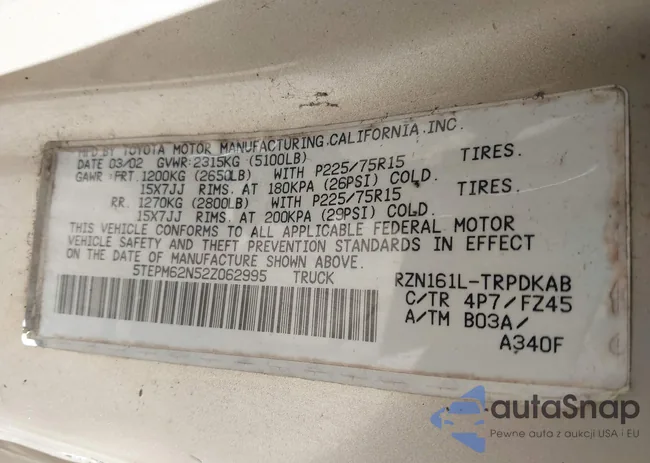 MFD BY TOYOTA MOTOR MANUFACTURING.CALIFORNIA.INC.
DATE 03/02 GVWR:2315KG (5100LB)
GAWR:FRT.1200KG (2650LB) WITH P225/75R15 TIRES.
15X7JJ RIMS. AT 180KPA (26PSI) COLD.
RR. 1270KG (2800LB) WITH P225/75R15 TIRES.
15X7JJ RIMS. AT 200KPA (29PSI) COLD.
THIS VEHICLE CONFORMS TO ALL APPLICABLE FEDERAL MOTOR
VEHICLE SAFETY AND THEFT PREVENTION STANDARDS IN EFFECT
ON THE DATE OF MANUFACTURE SHOWN ABOVE.
5TEPM62N52Z062995 TRUCK RZN161L-TRPDKAB
C/TR 4P7/FZ45
A/TM B03A/
A340F
autaSnap
Pewne auta z aukcji USA i EU